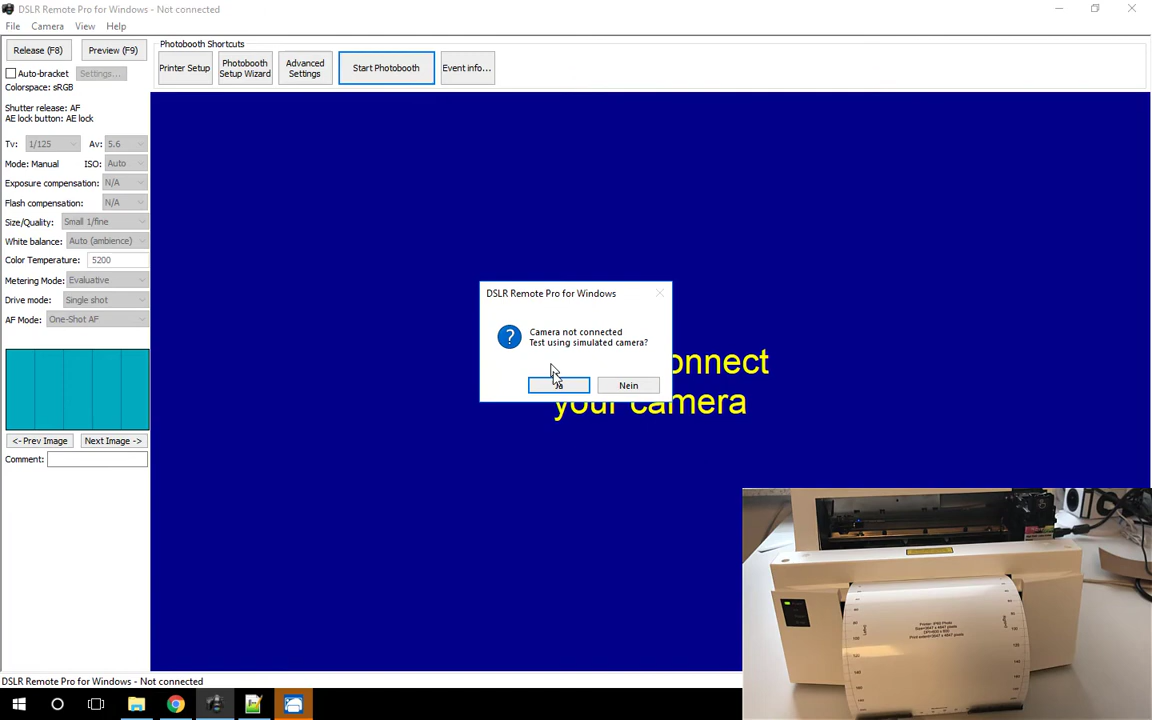 DSLR Remote Pro for Windows - Not connected
File Camera View Help
Release (F8) Preview (F9)
Auto-bracket Settings...
Colorspace: sRGB
Shutter release: AF
AE lock button: AE lock
Tv: 1/125 Av: 5.6
Mode: Manual ISO: Auto
Exposure compensation: N/A
Flash compensation: N/A
Size/Quality: Small 1/fine
White balance: Auto (ambience)
Color Temperature: 5200
Metering Mode: Evaluative
Drive mode: Single shot
AF Mode: One-Shot AF
<- Prev Image Next Image ->
Comment:
Photobooth Shortcuts
Printer Setup
Photobooth
Setup Wizard
Advanced
Settings
Start Photobooth
Event info...
DSLR Remote Pro for Windows
Camera not connected
Test using simulated camera?
Ja Nein
onnect
your camera
DSLR Remote Pro for Windows - Not connected